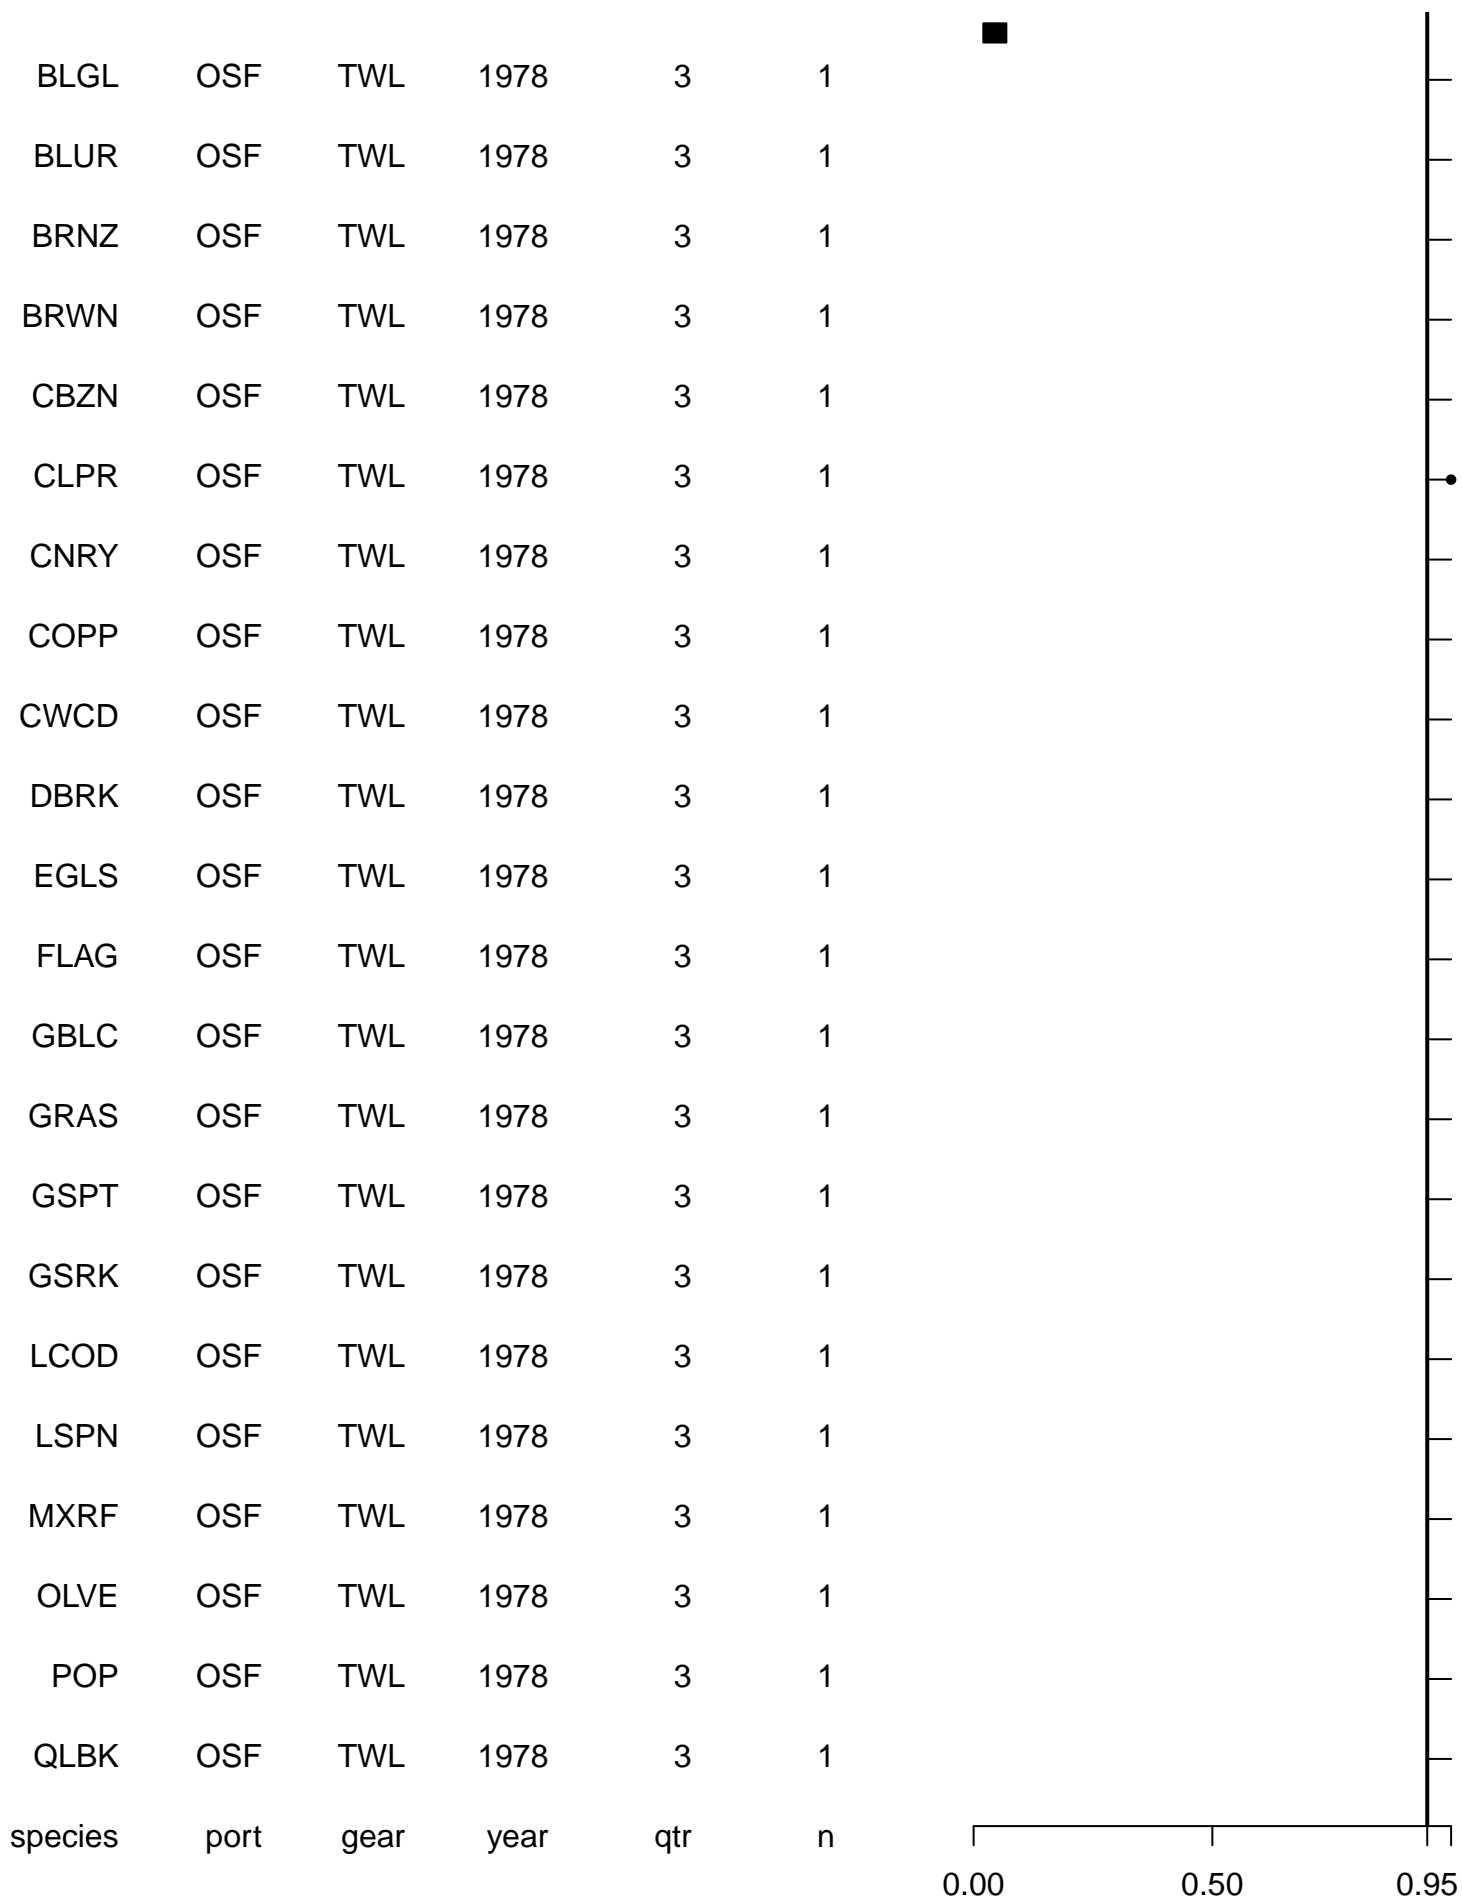 BLGL OSF TWL 1978 3 1
BLUR OSF TWL 1978 3 1
BRNZ OSF TWL 1978 3 1
BRWN OSF TWL 1978 3 1
CBZN OSF TWL 1978 3 1
CLPR OSF TWL 1978 3 1
CNRY OSF TWL 1978 3 1
COPP OSF TWL 1978 3 1
CWCD OSF TWL 1978 3 1
DBRK OSF TWL 1978 3 1
EGLS OSF TWL 1978 3 1
FLAG OSF TWL 1978 3 1
GBLC OSF TWL 1978 3 1
GRAS OSF TWL 1978 3 1
GSPT OSF TWL 1978 3 1
GSRK OSF TWL 1978 3 1
LCOD OSF TWL 1978 3 1
LSPN OSF TWL 1978 3 1
MXRF OSF TWL 1978 3 1
OLVE OSF TWL 1978 3 1
POP OSF TWL 1978 3 1
QLBK OSF TWL 1978 3 1
species port gear year qtr n
0.00 0.50 0.95